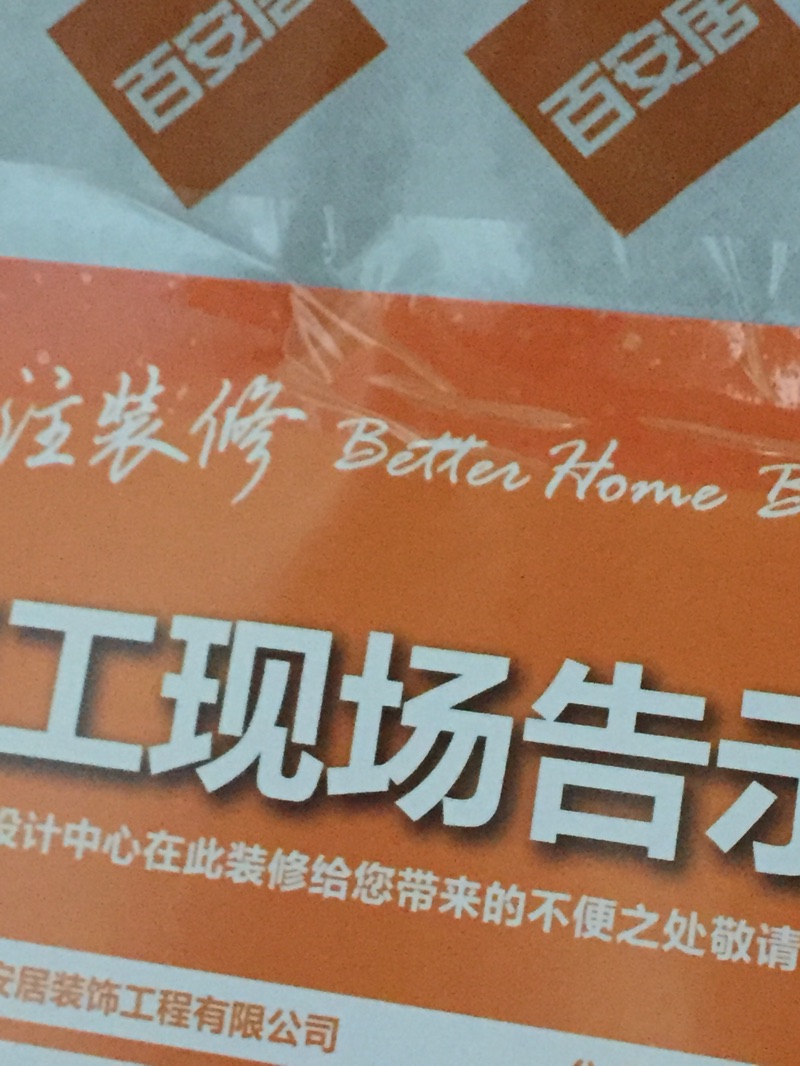 百安居 百安居
注装修 Better Home B
工现场告示
设计中心在此装修给您带来的不便之处敬请
安居装饰工程有限公司